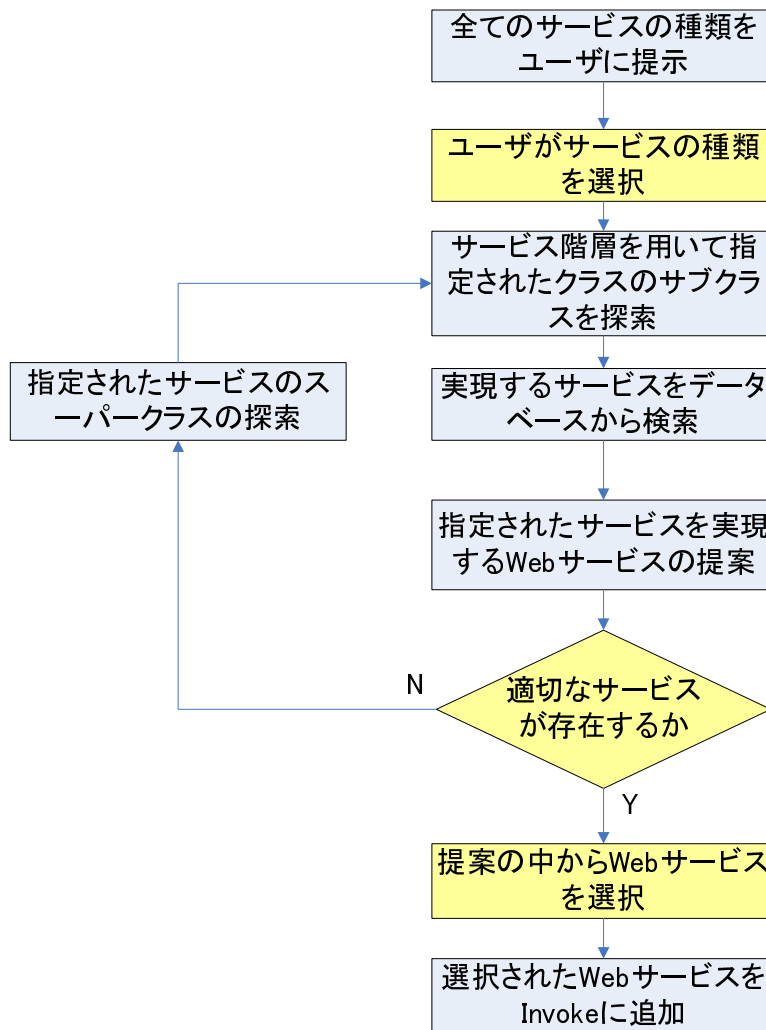 全てのサービスの種類を
ユーザに提示
ユーザがサービスの種類
を選択
サービス階層を用いて指
定されたクラスのサブクラ
スを探索
指定されたサービスのス
ーパークラスの探索
実現するサービスをデータ
ベースから検索
指定されたサービスを実現
するWebサービスの提案
適切なサービス
が存在するか
N
Y
提案の中からWebサービス
を選択
選択されたWebサービスを
Invokeに追加